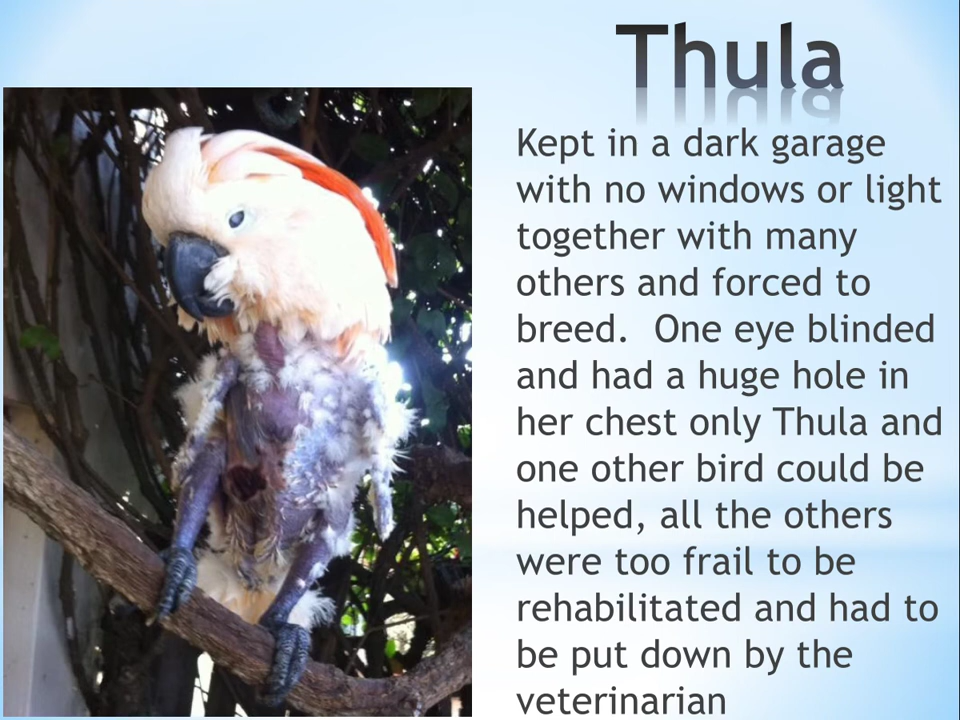 Thula
Kept in a dark garage
with no windows or light
together with many
others and forced to
breed.  One eye blinded
and had a huge hole in
her chest only Thula and
one other bird could be
helped, all the others
were too frail to be
rehabilitated and had to
be put down by the
veterinarian